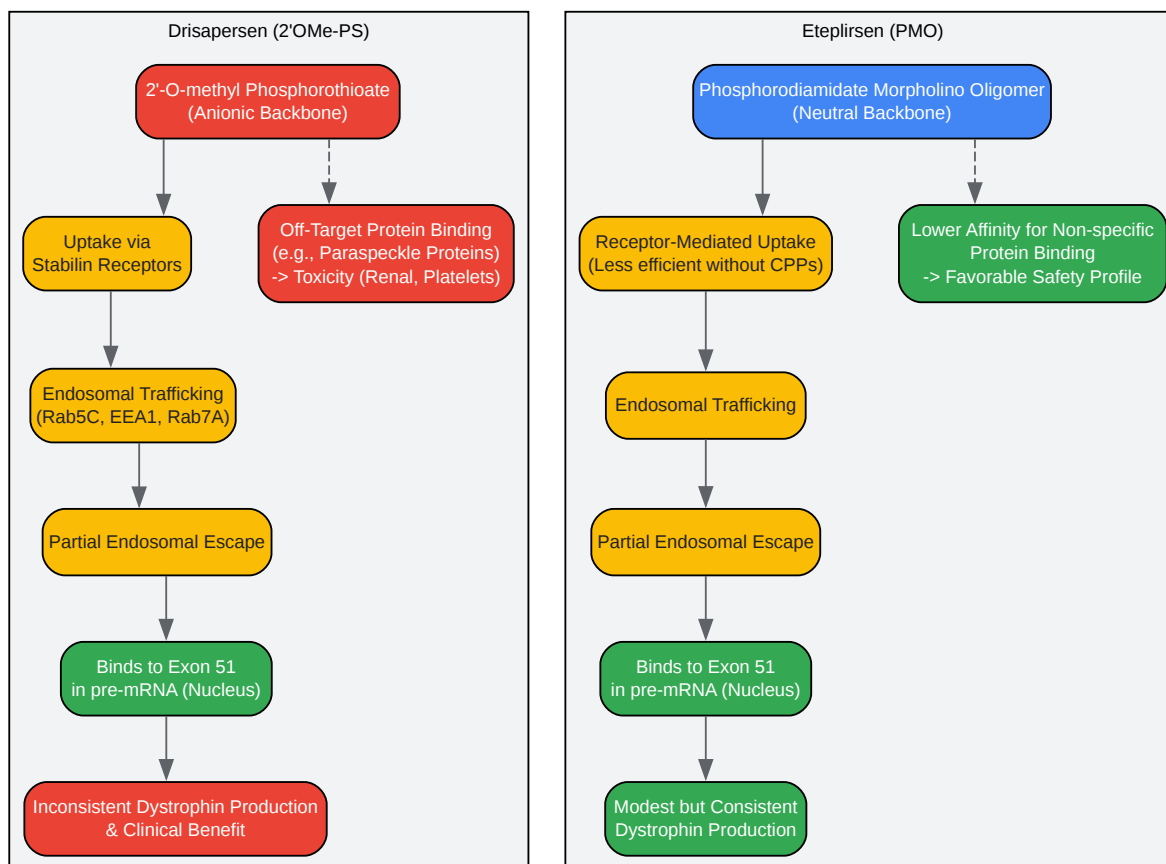 Drisapersen (2'OMe-PS)
2'-O-methyl Phosphorothioate
(Anionic Backbone)
Uptake via
Stabilin Receptors
Off-Target Protein Binding
(e.g., Paraspeckle Proteins)
-> Toxicity (Renal, Platelets)
Endosomal Trafficking
(Rab5C, EEA1, Rab7A)
Partial Endosomal Escape
Binds to Exon 51
in pre-mRNA (Nucleus)
Inconsistent Dystrophin Production
& Clinical Benefit
Eteplirsen (PMO)
Phosphorodiamidate Morpholino Oligomer
(Neutral Backbone)
Receptor-Mediated Uptake
(Less efficient without CPPs)
Lower Affinity for Non-specific
Protein Binding
-> Favorable Safety Profile
Endosomal Trafficking
Partial Endosomal Escape
Binds to Exon 51
in pre-mRNA (Nucleus)
Modest but Consistent
Dystrophin Production